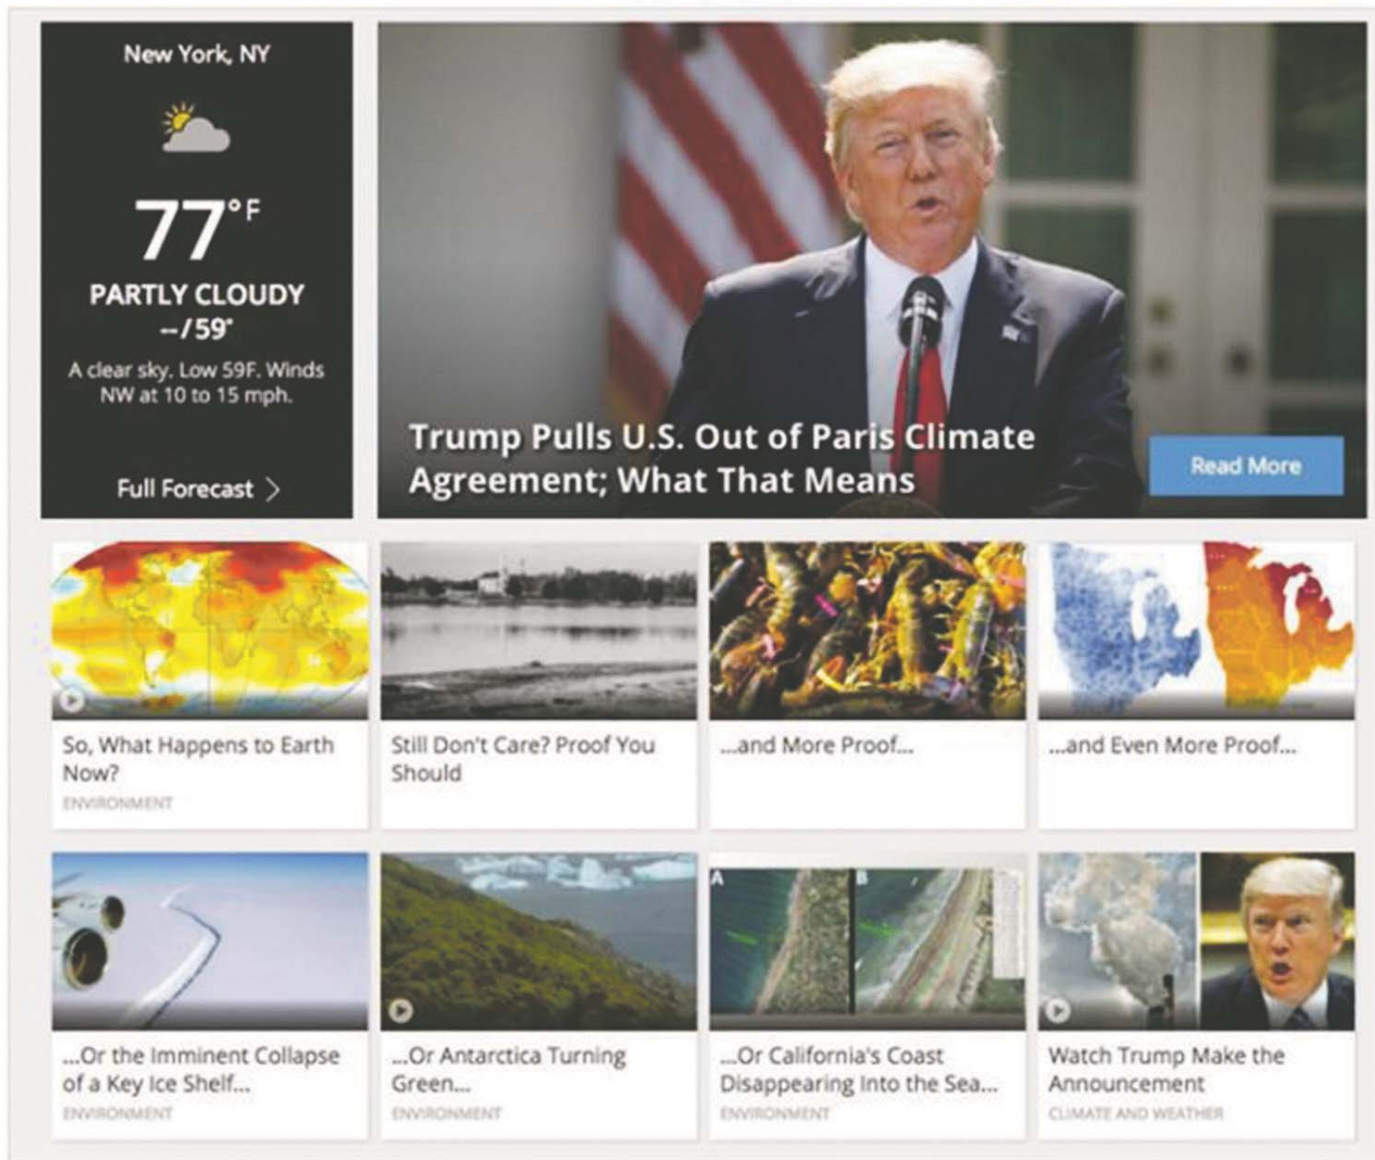 New York, NY
77°F
PARTLY CLOUDY
--/59°
A clear sky. Low 59F. Winds
NW at 10 to 15 mph.
Full Forecast >
Trump Pulls U.S. Out of Paris Climate
Agreement; What That Means
Read More
So, What Happens to Earth
Now?
ENVIRONMENT
Still Don't Care? Proof You
Should
...and More Proof...
...and Even More Proof...
...Or the Imminent Collapse
of a Key Ice Shelf...
ENVIRONMENT
...Or Antarctica Turning
Green...
ENVIRONMENT
A
B
...Or California's Coast
Disappearing Into the Sea...
ENVIRONMENT
Watch Trump Make the
Announcement
CLIMATE AND WEATHER